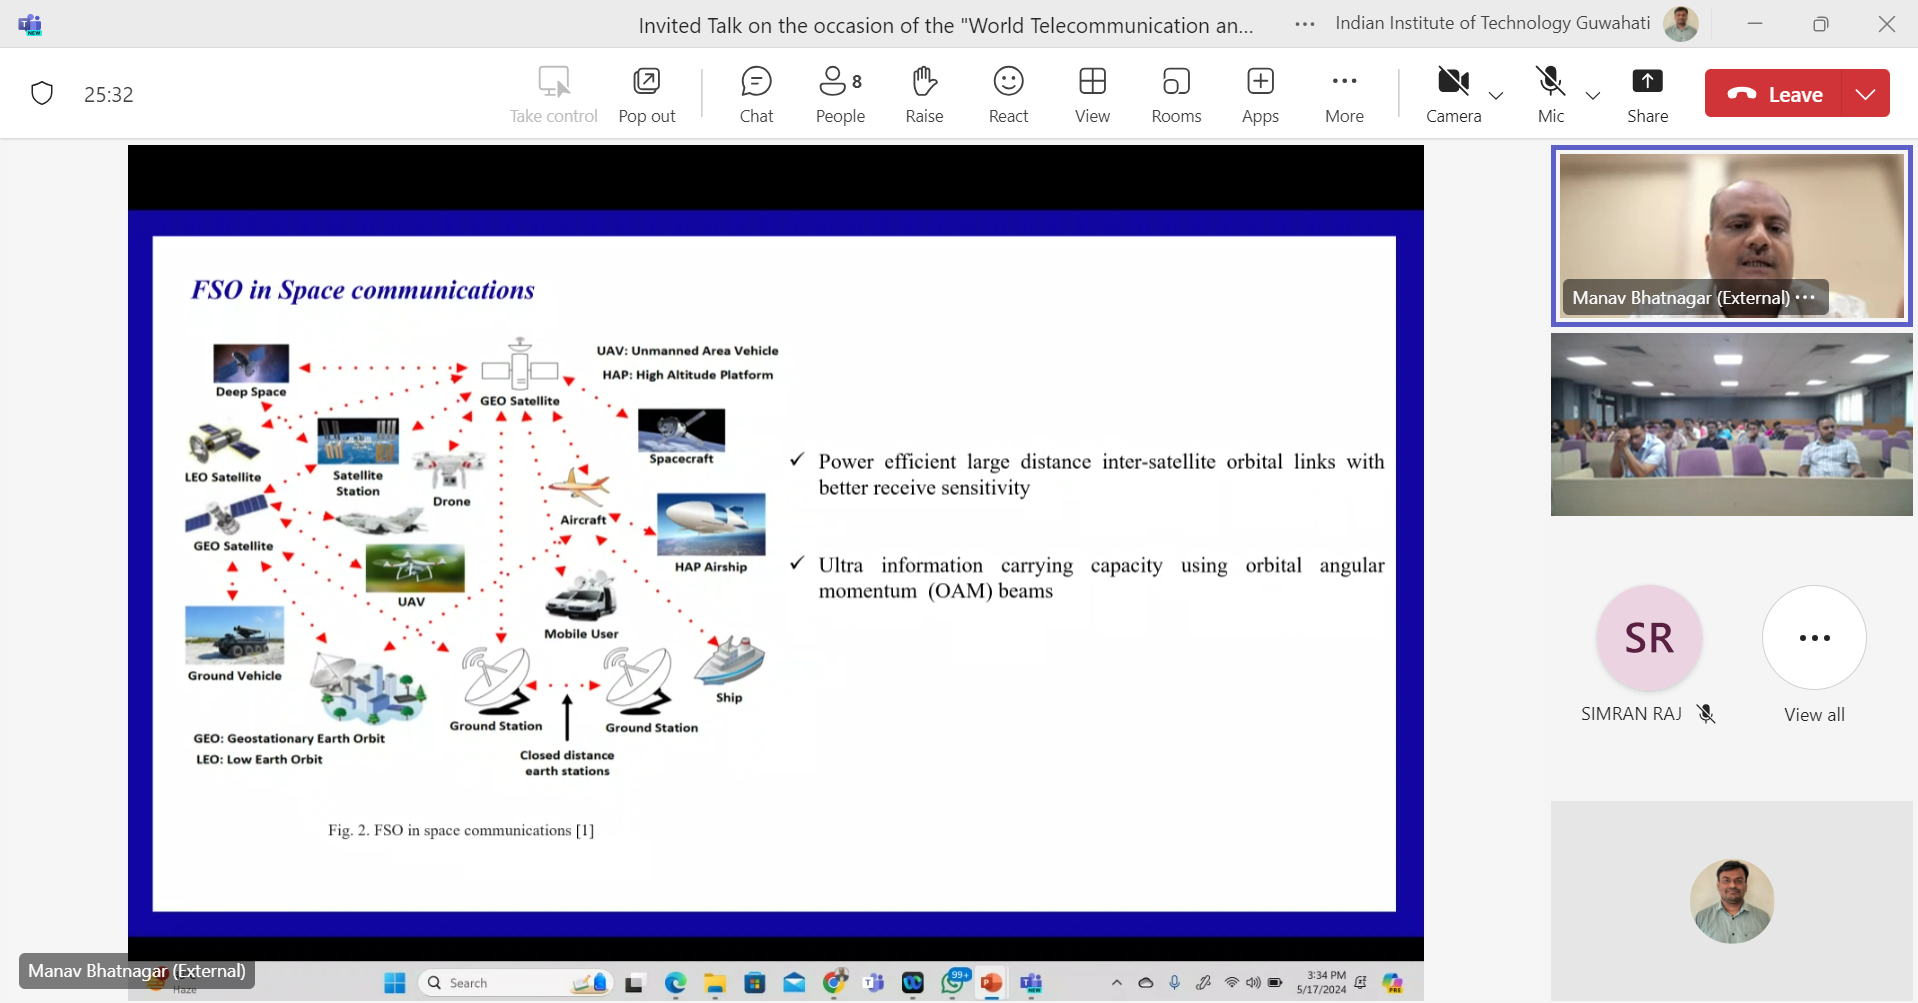 Invited Talk on the occasion of the "World Telecommunication an...
Indian Institute of Technology Guwahati
NEW
25:32
Take control
Pop out
Chat
8
People
Raise
React
View
Rooms
Apps
More
Camera
Mic
Share
Leave
FSO in Space communications
Deep Space
GEO Satellite
UAV: Unmanned Area Vehicle
HAP: High Altitude Platform
LEO Satellite
Satellite
Station
Drone
Spacecraft
Aircraft
GEO Satellite
HAP Airship
UAV
Mobile User
Ground Vehicle
Ship
Ground Station
Ground Station
GEO: Geostationary Earth Orbit
LEO: Low Earth Orbit
Closed distance
earth stations
Fig. 2. FSO in space communications [1]
✓ Power efficient large distance inter-satellite orbital links with
better receive sensitivity
✓ Ultra information carrying capacity using orbital angular
momentum (OAM) beams
Manav Bhatnagar (External)
SR
SIMRAN RAJ
View all
Manav Bhatnagar (External)
Haze
Search
99+
NEW
3:34 PM
5/17/2024
PRE